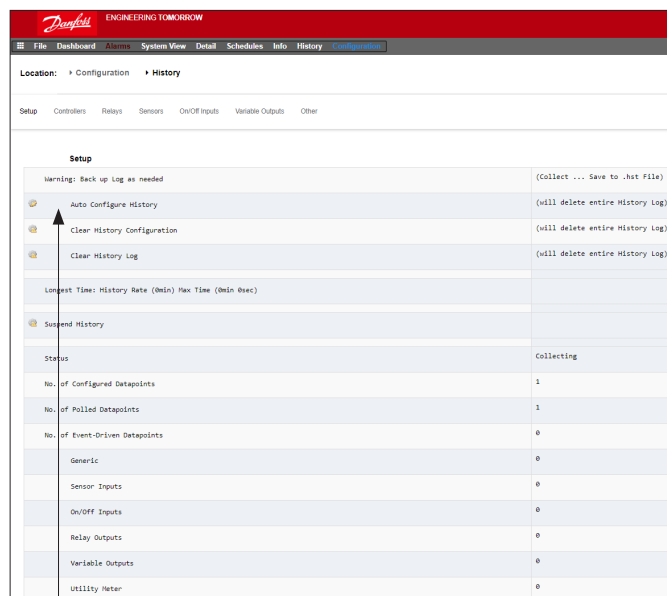 Danfoss ENGINEERING TOMORROW
File Dashboard Alarms System View Detail Schedules Info History Configuration
Location: Configuration History
Setup Controllers Relays Sensors On/Off Inputs Variable Outputs Other
Setup
Warning: Back up Log as needed (Collect ... Save to .hst File)
Auto Configure History (will delete entire History Log)
Clear History Configuration (will delete entire History Log)
Clear History Log (will delete entire History Log)
Longest Time: History Rate (0min) Max Time (0min 0sec)
Suspend History
Status Collecting
No. of Configured Datapoints 1
No. of Polled Datapoints 1
No. of Event-Driven Datapoints 0
Generic 0
Sensor Inputs 0
On/Off Inputs 0
Relay Outputs 0
Variable Outputs 0
Utility Meter 0